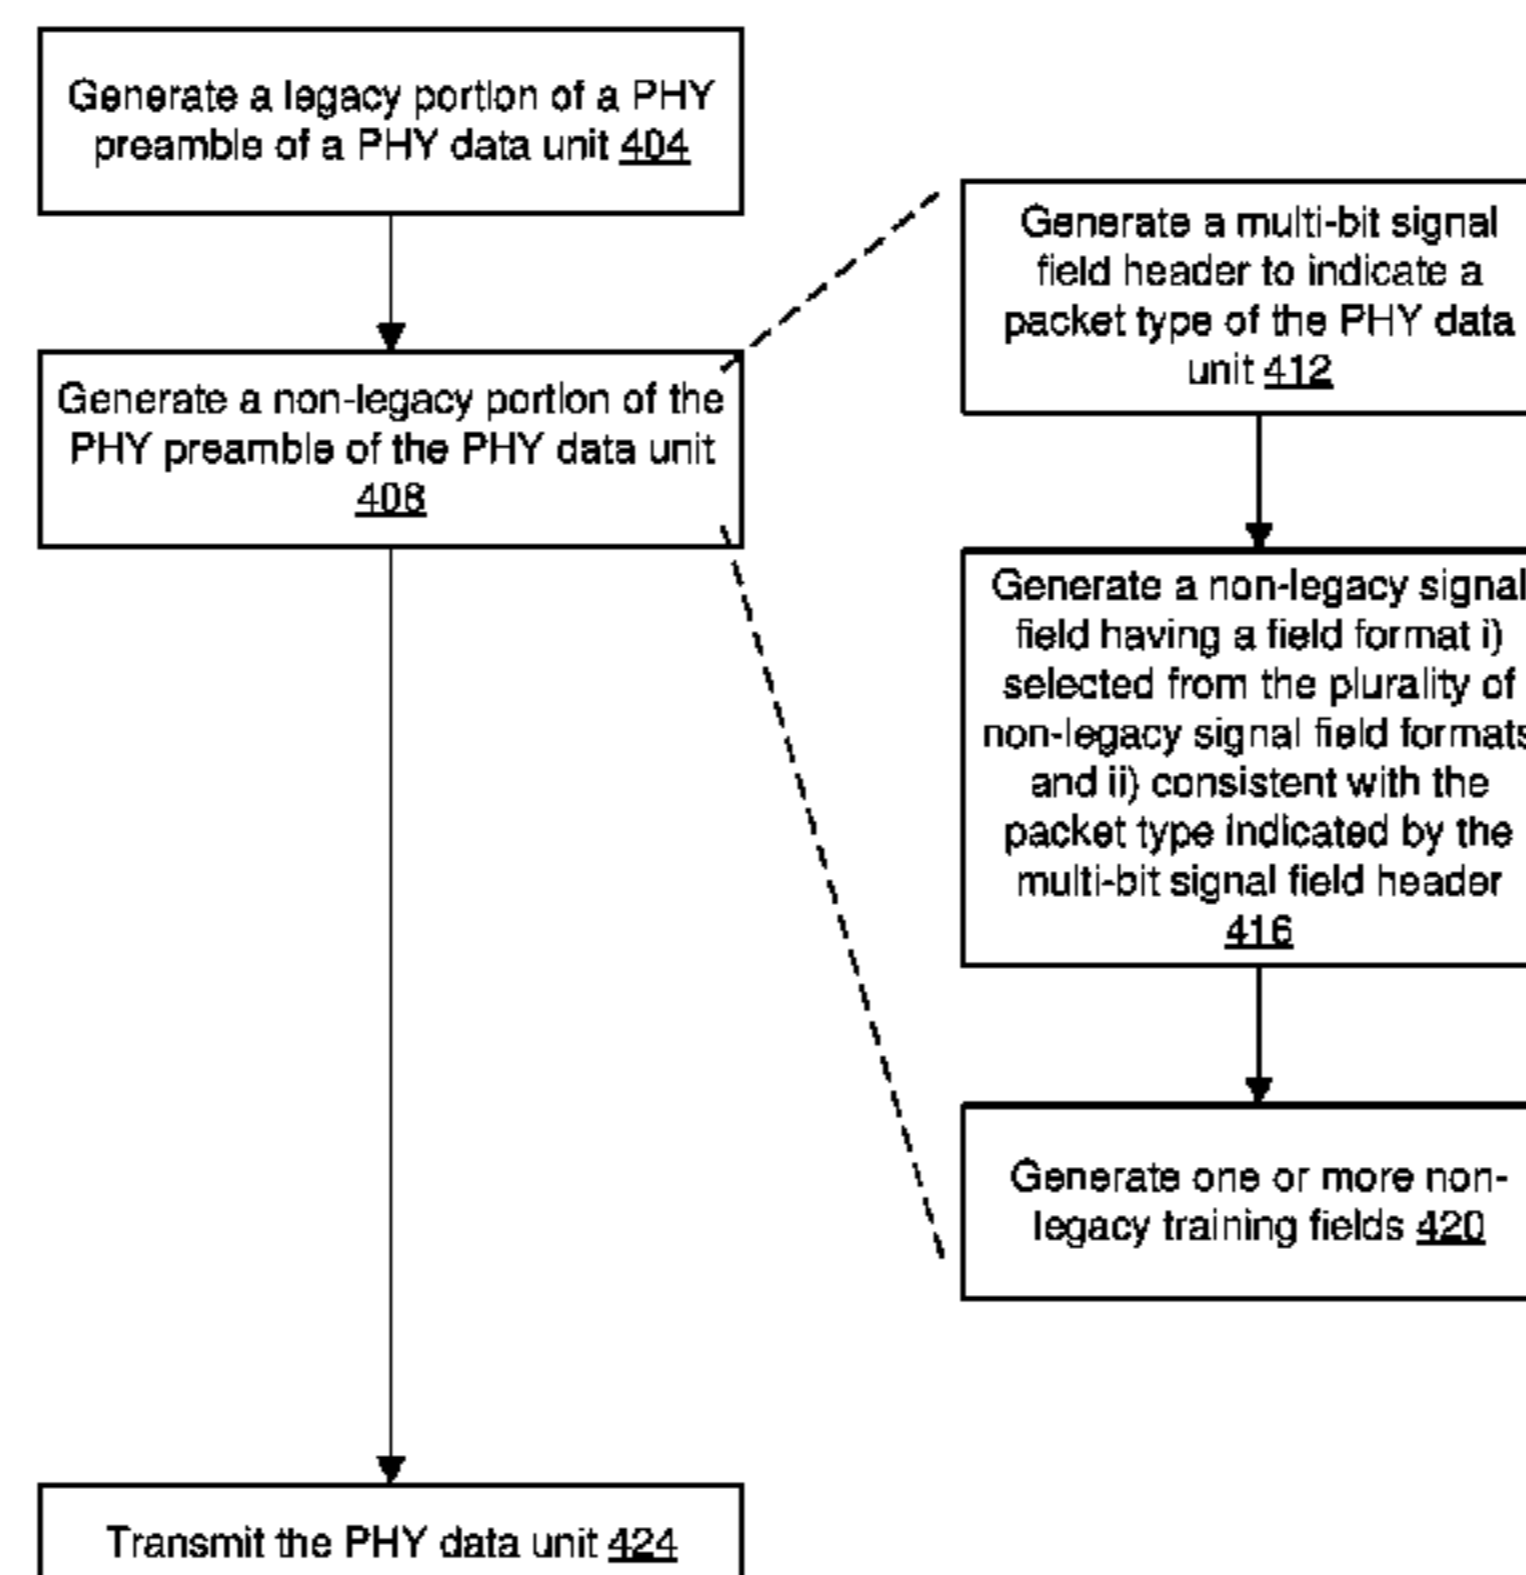 Generate a legacy portion of a PHY
preamble of a PHY data unit 404
Generate a non-legacy portion of the
PHY preamble of the PHY data unit
408
Generate a multi-bit signal
field header to indicate a
packet type of the PHY data
unit 412
Generate a non-legacy signal
field having a field format i)
selected from the plurality of
non-legacy signal field formats
and ii) consistent with the
packet type indicated by the
multi-bit signal field header
416
Generate one or more non-
legacy training fields 420
Transmit the PHY data unit 424